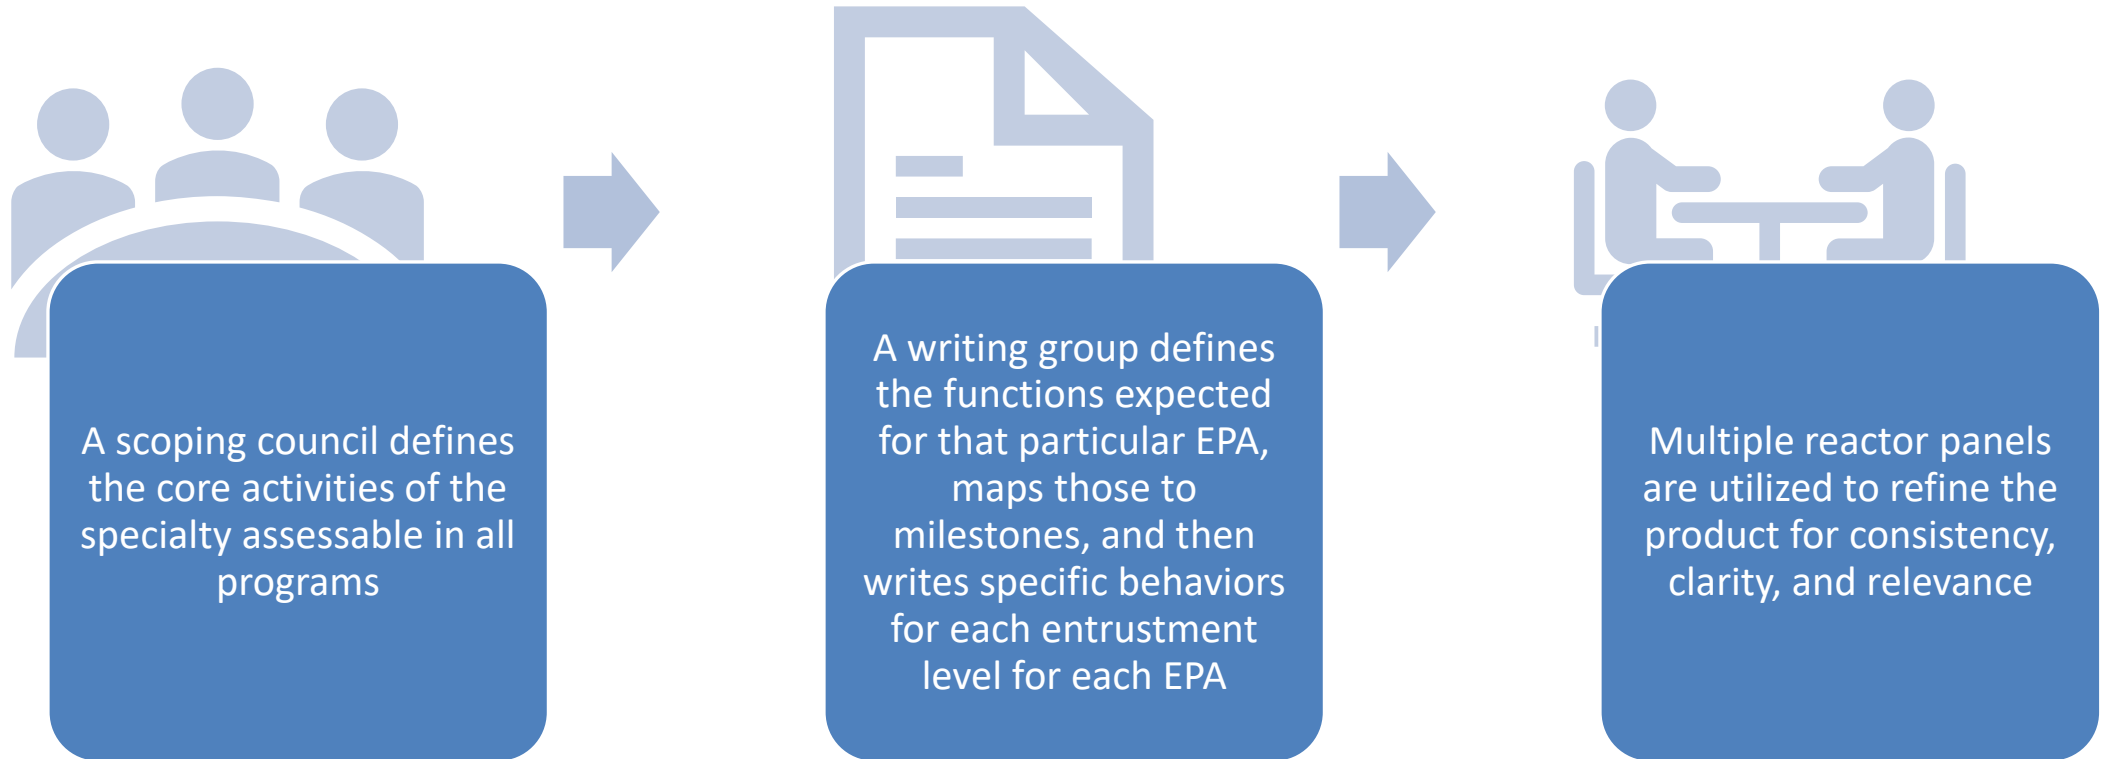 A scoping council defines
the core activities of the
specialty assessable in all
programs
A writing group defines
the functions expected
for that particular EPA,
maps those to
milestones, and then
writes specific behaviors
for each entrustment
level for each EPA
Multiple reactor panels
are utilized to refine the
product for consistency,
clarity, and relevance